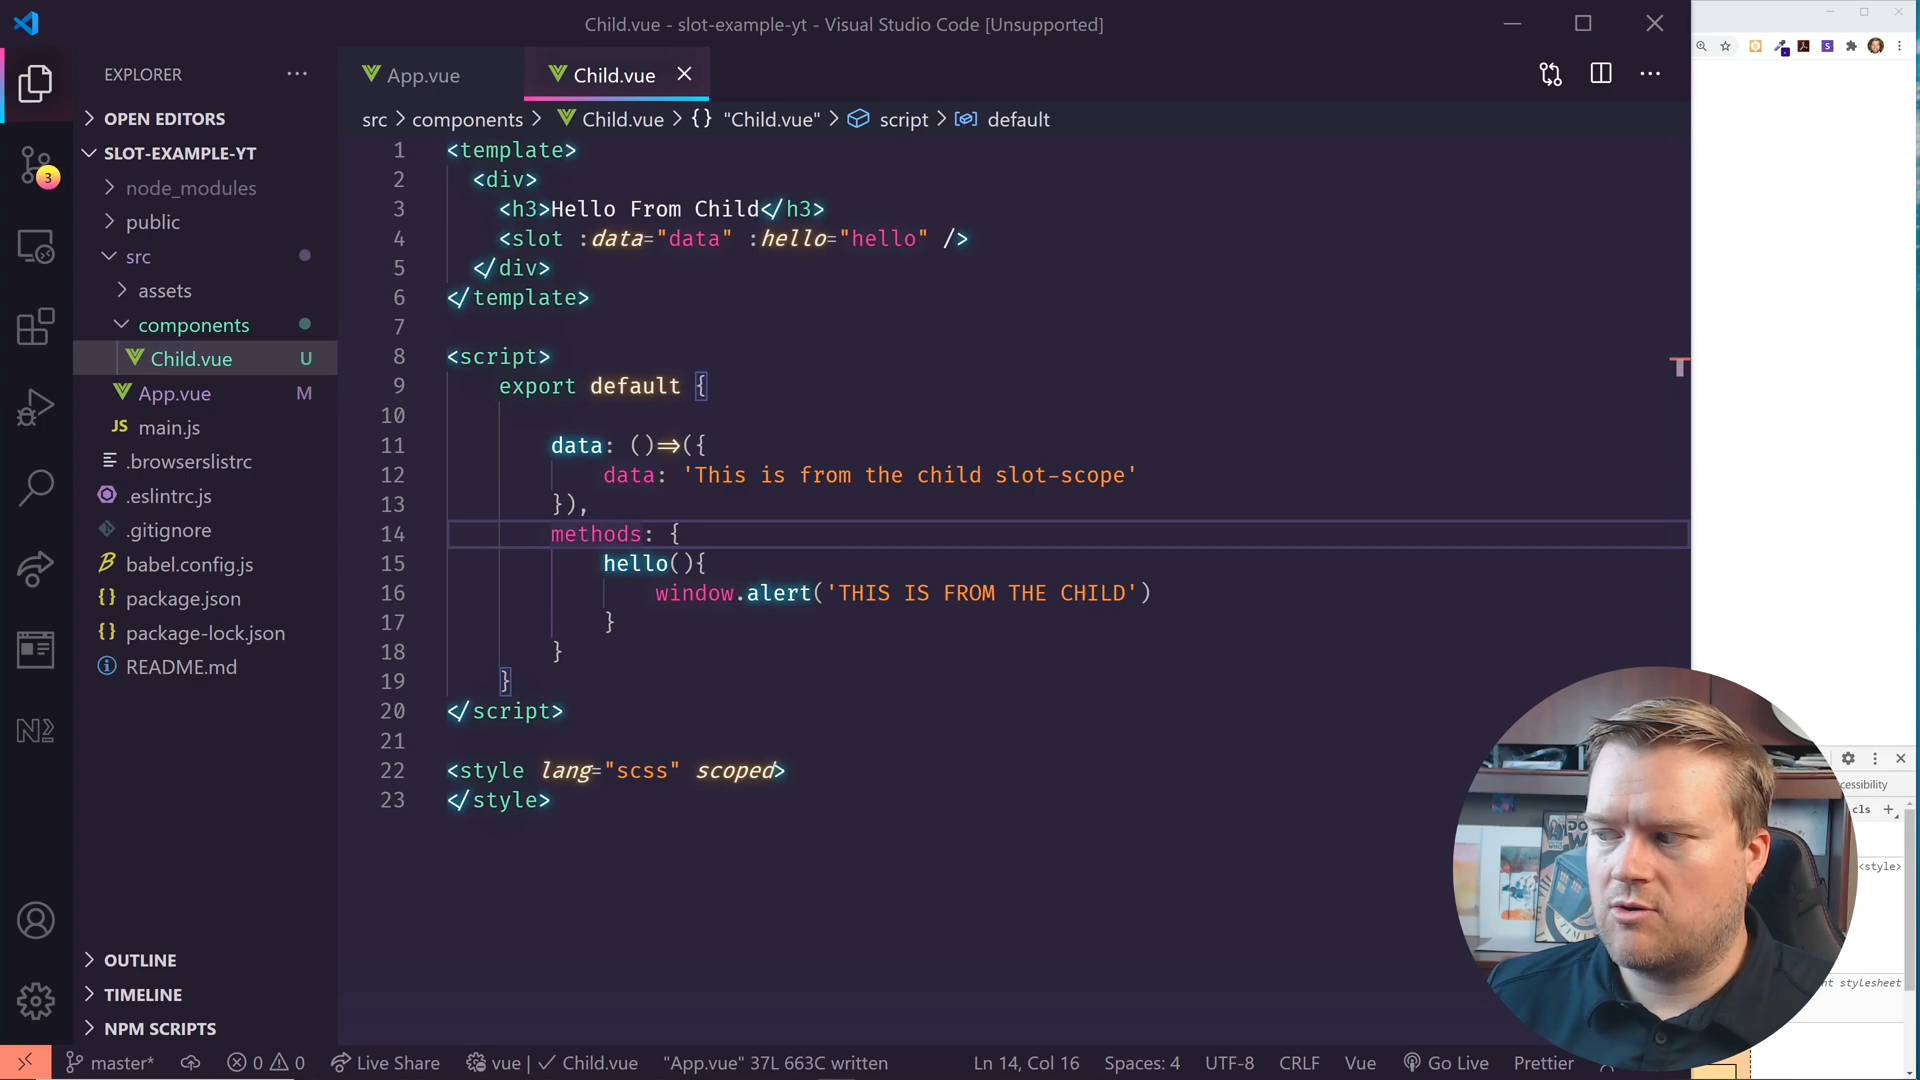 Child.vue - slot-example-yt - Visual Studio Code [Unsupported]
EXPLORER
App.vue
Child.vue
src > components > Child.vue > {} "Child.vue" > script > default
OPEN EDITORS
SLOT-EXAMPLE-YT
node_modules
public
src
assets
components
Child.vue U
App.vue M
JS main.js
.browserslistrc
.eslintrc.js
.gitignore
babel.config.js
{} package.json
{} package-lock.json
README.md
OUTLINE
TIMELINE
NPM SCRIPTS
3
1 <template>
2 <div>
3 <h3>Hello From Child</h3>
4 <slot :data="data" :hello="hello" />
5 </div>
6 </template>
7
8 <script>
9 export default {
10
11 data: ()=>({
12 data: 'This is from the child slot-scope'
13 }),
14 methods: {
15 hello(){
16 window.alert('THIS IS FROM THE CHILD')
17 }
18 }
19 }
20 </script>
21
22 <style lang="scss" scoped>
23 </style>
cls
<style>
stylesheet
master* 0 0 Live Share vue | Child.vue "App.vue" 37L 663C written Ln 14, Col 16 Spaces: 4 UTF-8 CRLF Vue Go Live Prettier